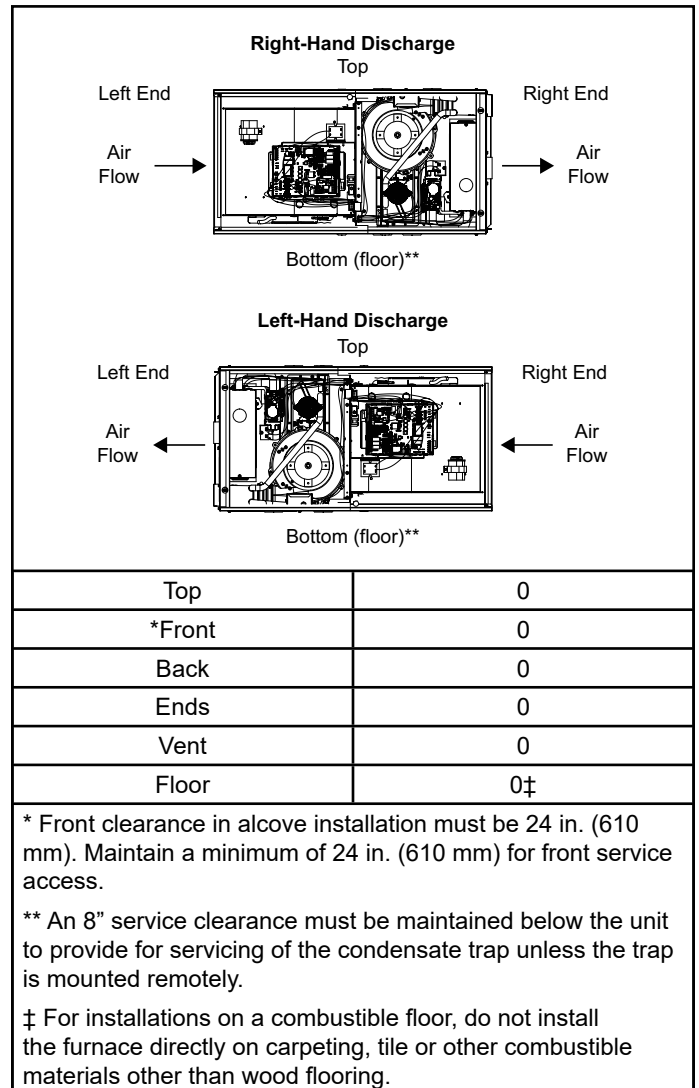 Right-Hand Discharge
Top
Left End
Right End
Air
Flow
Air
Flow
Bottom (floor)**
Left-Hand Discharge
Top
Left End
Right End
Air
Flow
Air
Flow
Bottom (floor)**
Top 0
*Front 0
Back 0
Ends 0
Vent 0
Floor 0‡
* Front clearance in alcove installation must be 24 in. (610
mm). Maintain a minimum of 24 in. (610 mm) for front service
access.
** An 8” service clearance must be maintained below the unit
to provide for servicing of the condensate trap unless the trap
is mounted remotely.
‡ For installations on a combustible floor, do not install
the furnace directly on carpeting, tile or other combustible
materials other than wood flooring.